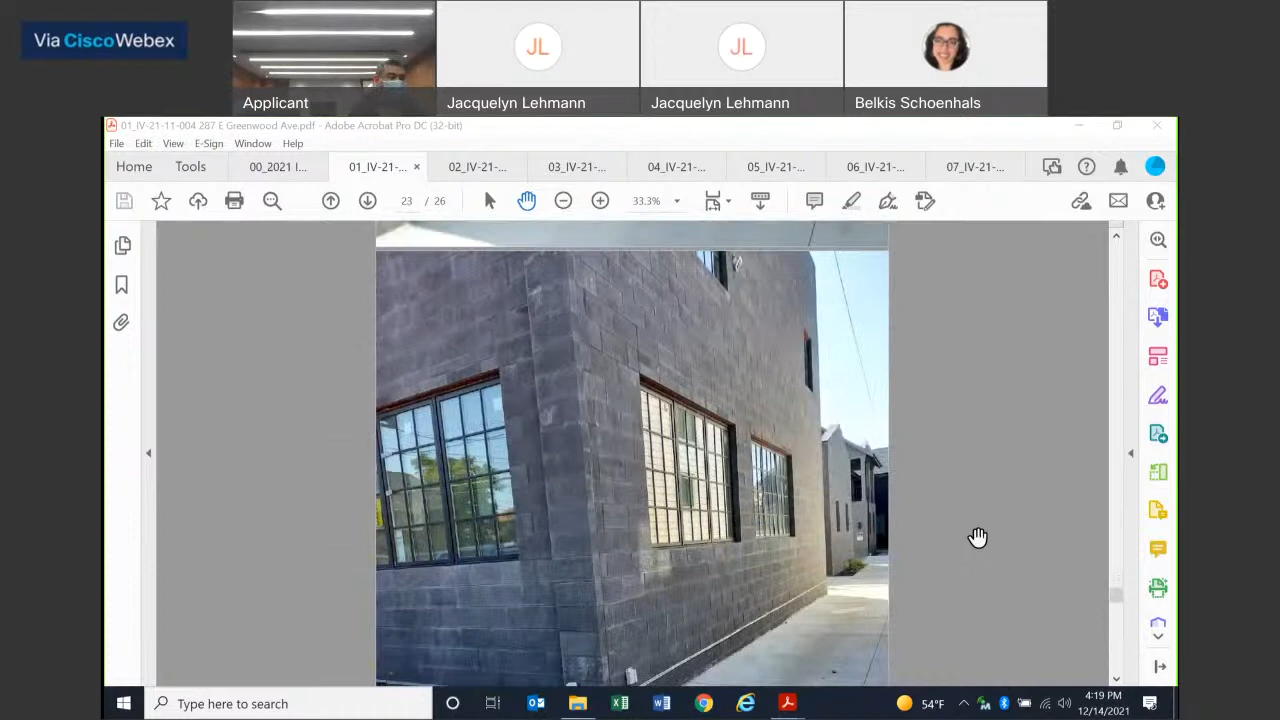 Via Cisco Webex
JL
JL
Applicant
Jacquelyn Lehmann
Jacquelyn Lehmann
Belkis Schoenhals
01_IV-21-11-004 287 E Greenwood Ave.pdf - Adobe Acrobat Pro DC (32-bit)
File Edit View E-Sign Window Help
Home Tools 00_2021 I... 01_IV-21-... × 02_IV-21-... 03_IV-21-... 04_IV-21-... 05_IV-21-... 06_IV-21-... 07_IV-21-...
23 / 26 33.3%
Type here to search
54°F
4:19 PM
12/14/2021